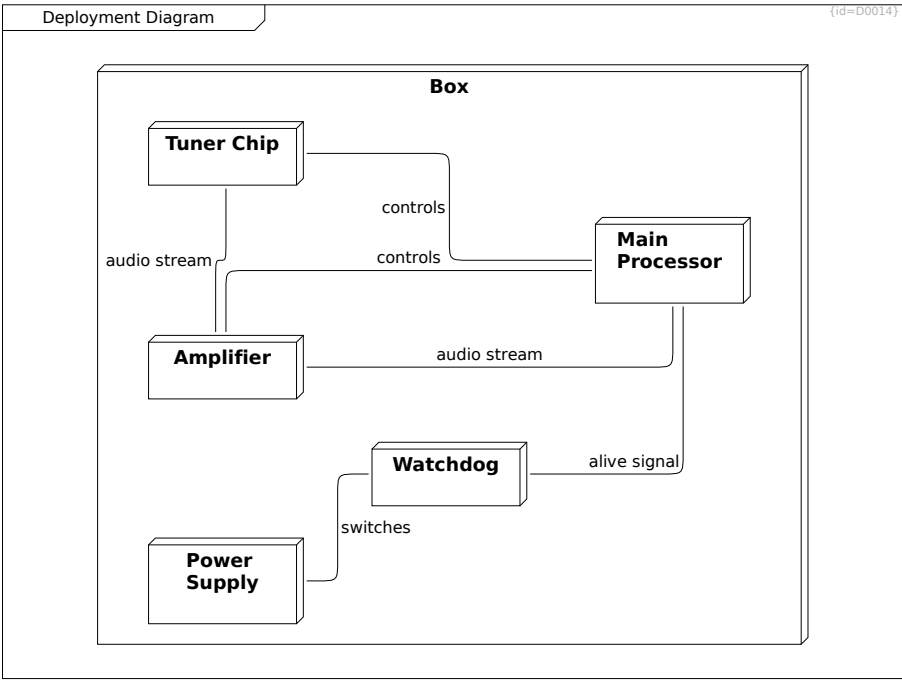 Deployment Diagram
{id=D0014}
Box
Tuner Chip
controls
Main
Processor
audio stream
controls
Amplifier
audio stream
Watchdog
alive signal
switches
Power
Supply